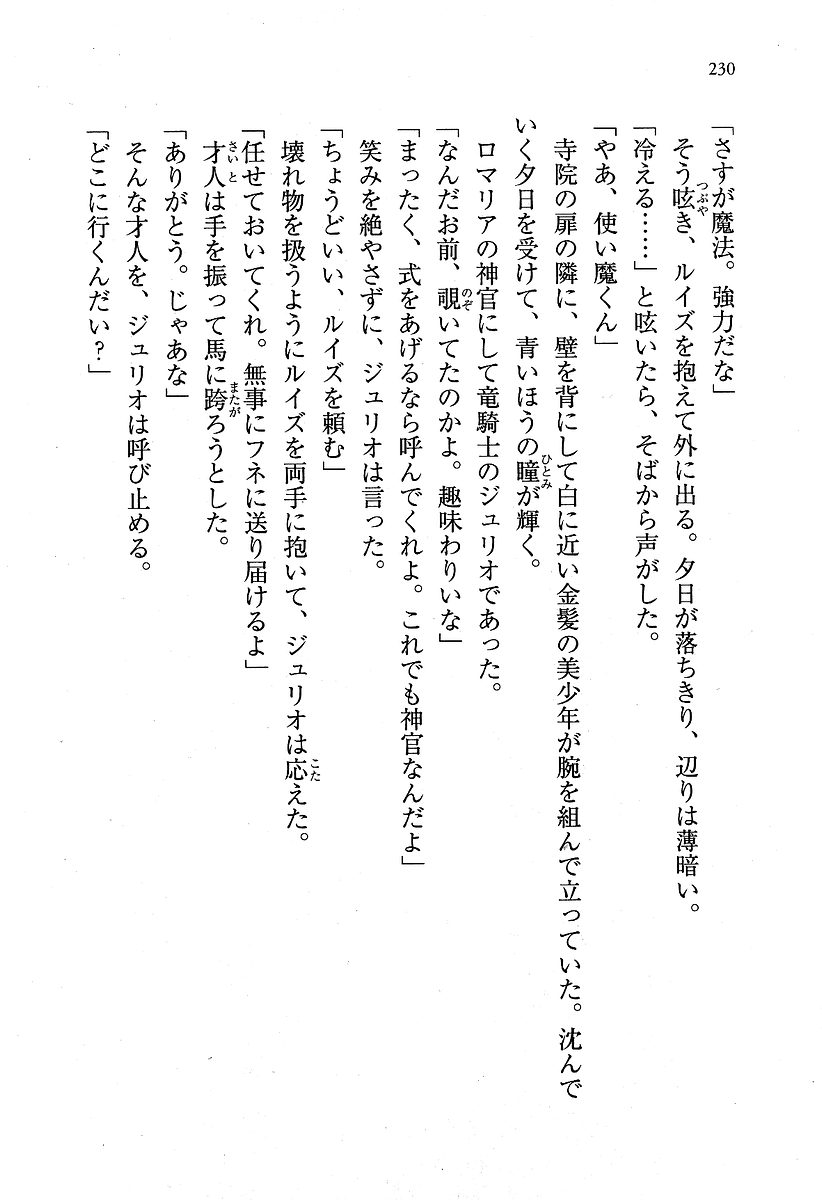 230
「さすが魔法。強力だな」
そう呟き、ルイズを抱えて外に出る。夕日が落ちきり、辺りは薄暗い。
「冷える……」と呟いたら、そばから声がした。
「やあ、使い魔くん」
寺院の扉の隣に、壁を背にして白に近い金髪の美少年が腕を組んで立っていた。沈んで
いく夕日を受けて、青いほうの瞳が輝く。
ロマリアの神官にして竜騎士のジュリオであった。
「なんだお前、覗いてたのかよ。趣味わりいな」
「まったく、式をあげるなら呼んでくれよ。これでも神官なんだよ」
笑みを絶やさずに、ジュリオは言った。
「ちょうどいい、ルイズを頼む」
壊れ物を扱うようにルイズを両手に抱いて、ジュリオは応えた。
「任せておいてくれ。無事にフネに送り届けるよ」
才人は手を振って馬に跨ろうとした。
「ありがとう。じゃあな」
そんな才人を、ジュリオは呼び止める。
「どこに行くんだい?」